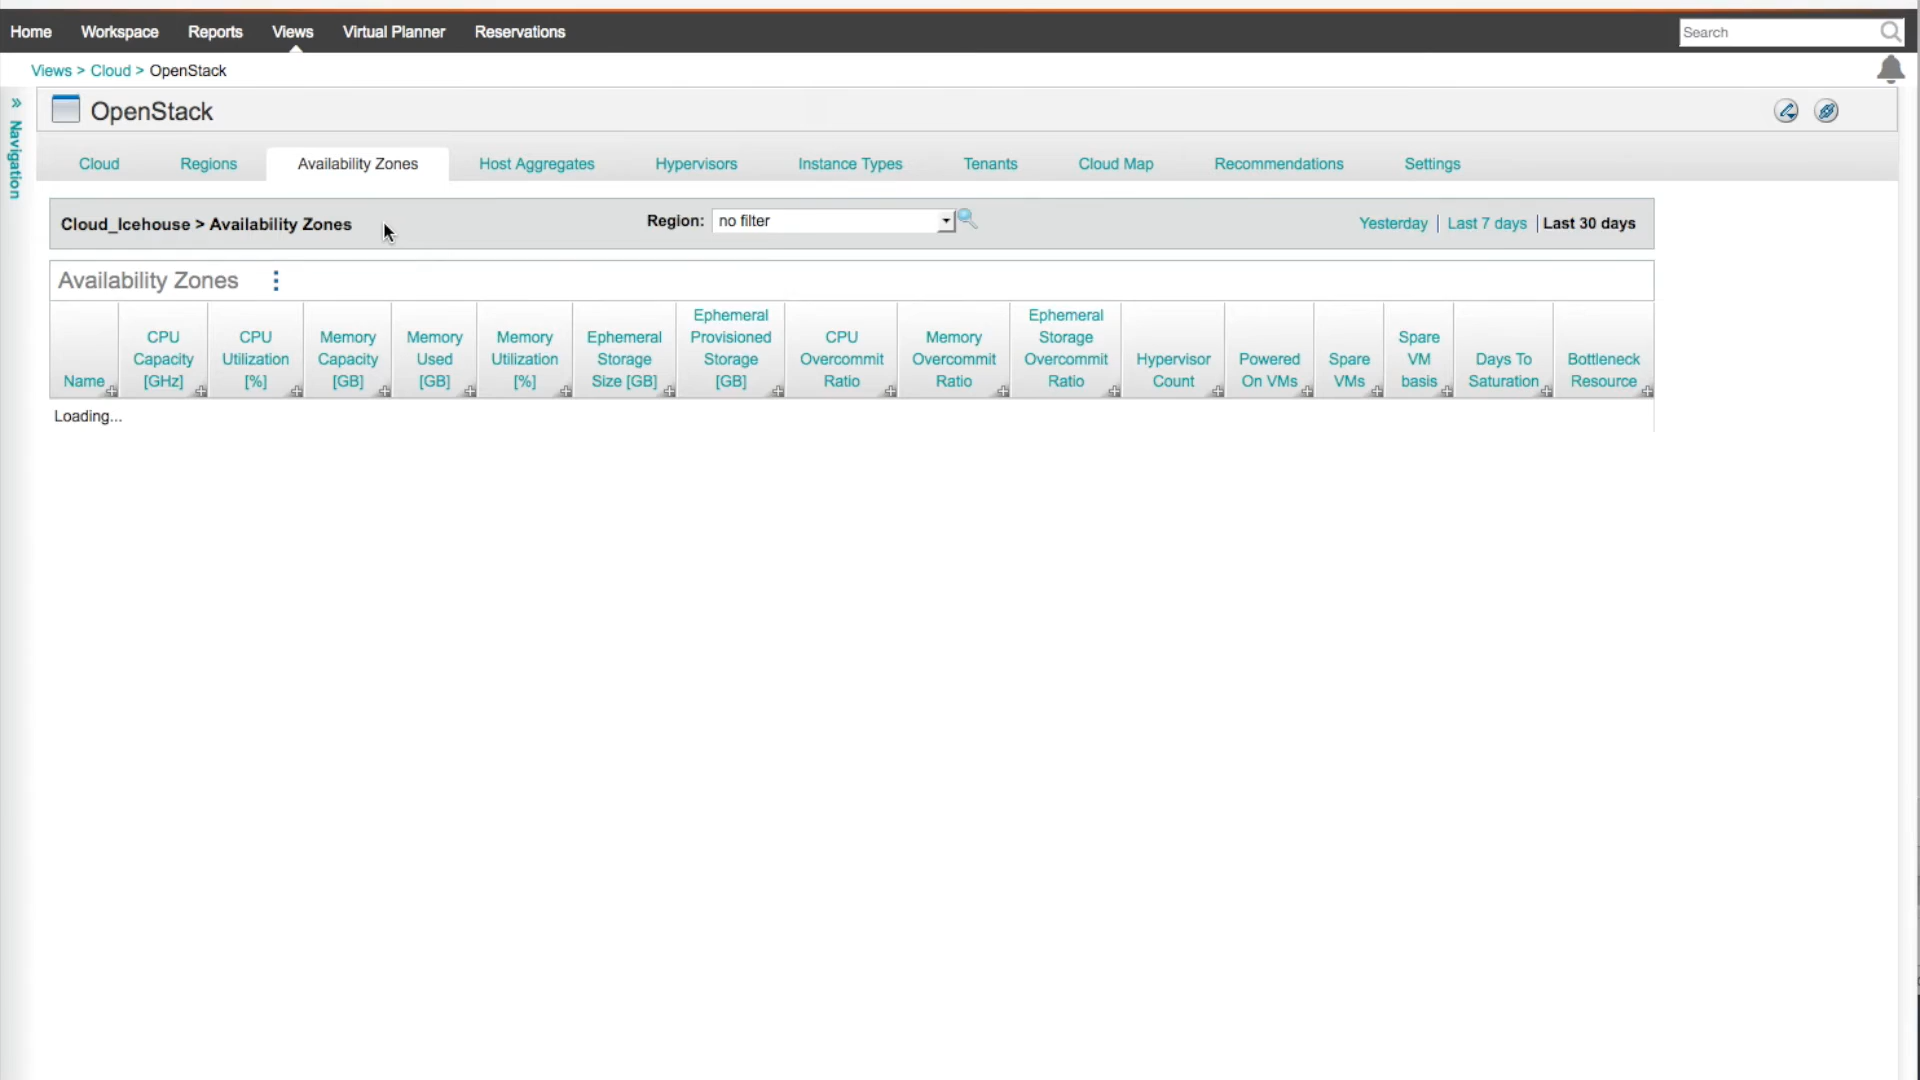 Home Workspace Reports Views Virtual Planner Reservations Search
Views > Cloud > OpenStack
» Navigation
OpenStack
Cloud Regions Availability Zones Host Aggregates Hypervisors Instance Types Tenants Cloud Map Recommendations Settings
Cloud_Icehouse > Availability Zones Region: no filter Yesterday | Last 7 days | Last 30 days
Availability Zones
Name
CPU Capacity [GHz]
CPU Utilization [%]
Memory Capacity [GB]
Memory Used [GB]
Memory Utilization [%]
Ephemeral Storage Size [GB]
Ephemeral Provisioned Storage [GB]
CPU Overcommit Ratio
Memory Overcommit Ratio
Ephemeral Storage Overcommit Ratio
Hypervisor Count
Powered On VMs
Spare VMs
Spare VM basis
Days To Saturation
Bottleneck Resource
Loading...